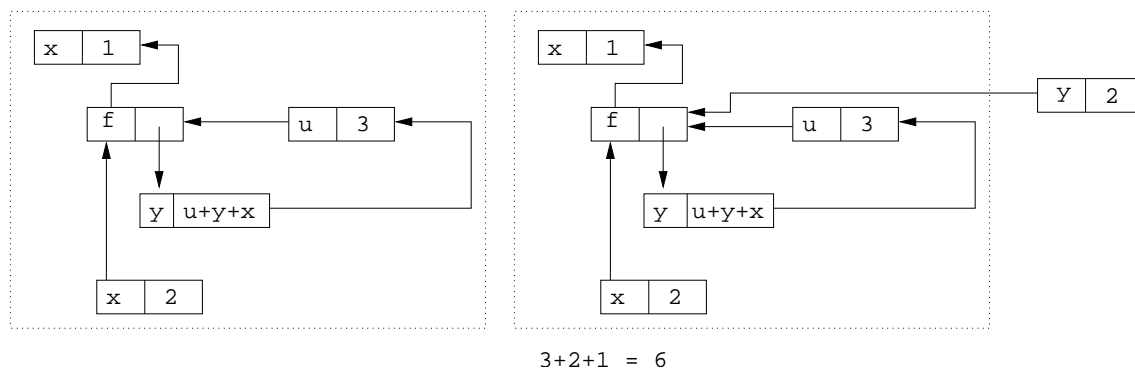 x 1
f
u 3
y u+y+x
x 2
x 1
f
u 3
y 2
y u+y+x
x 2
3+2+1 = 6